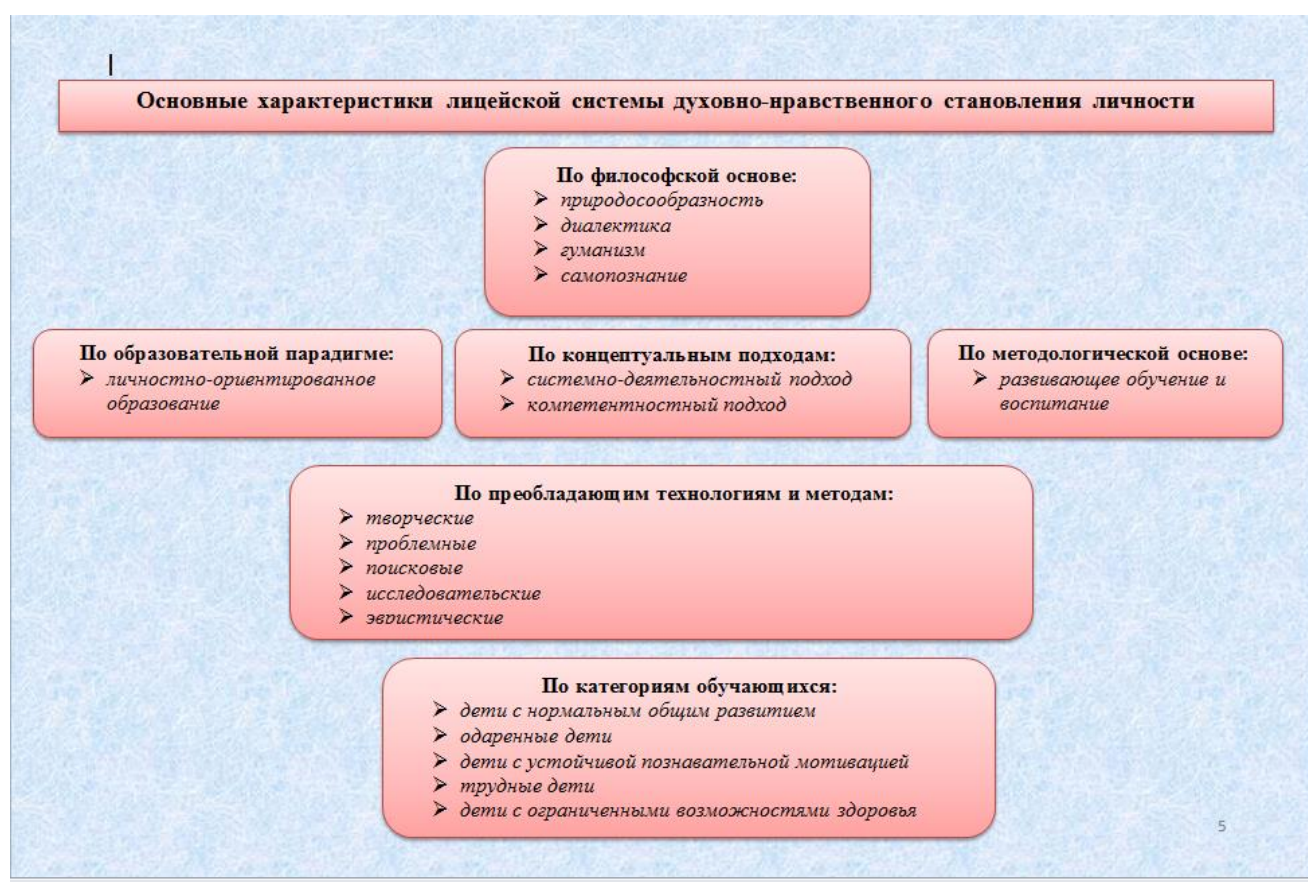 Основные характеристики лицейской системы духовно-нравственного становления личности
По философской основе:
➢ природосообразность
➢ диалектика
➢ гуманизм
➢ самопознание
По образовательной парадигме:
➢ личностно-ориентированное
образование
По концептуальным подходам:
➢ системно-деятельностный подход
➢ компетентностный подход
По методологической основе:
➢ развивающее обучение и
воспитание
По преобладающим технологиям и методам:
➢ творческие
➢ проблемные
➢ поисковые
➢ исследовательские
➢ эвристические
По категориям обучающихся:
➢ дети с нормальным общим развитием
➢ одаренные дети
➢ дети с устойчивой познавательной мотивацией
➢ трудные дети
➢ дети с ограниченными возможностями здоровья
5